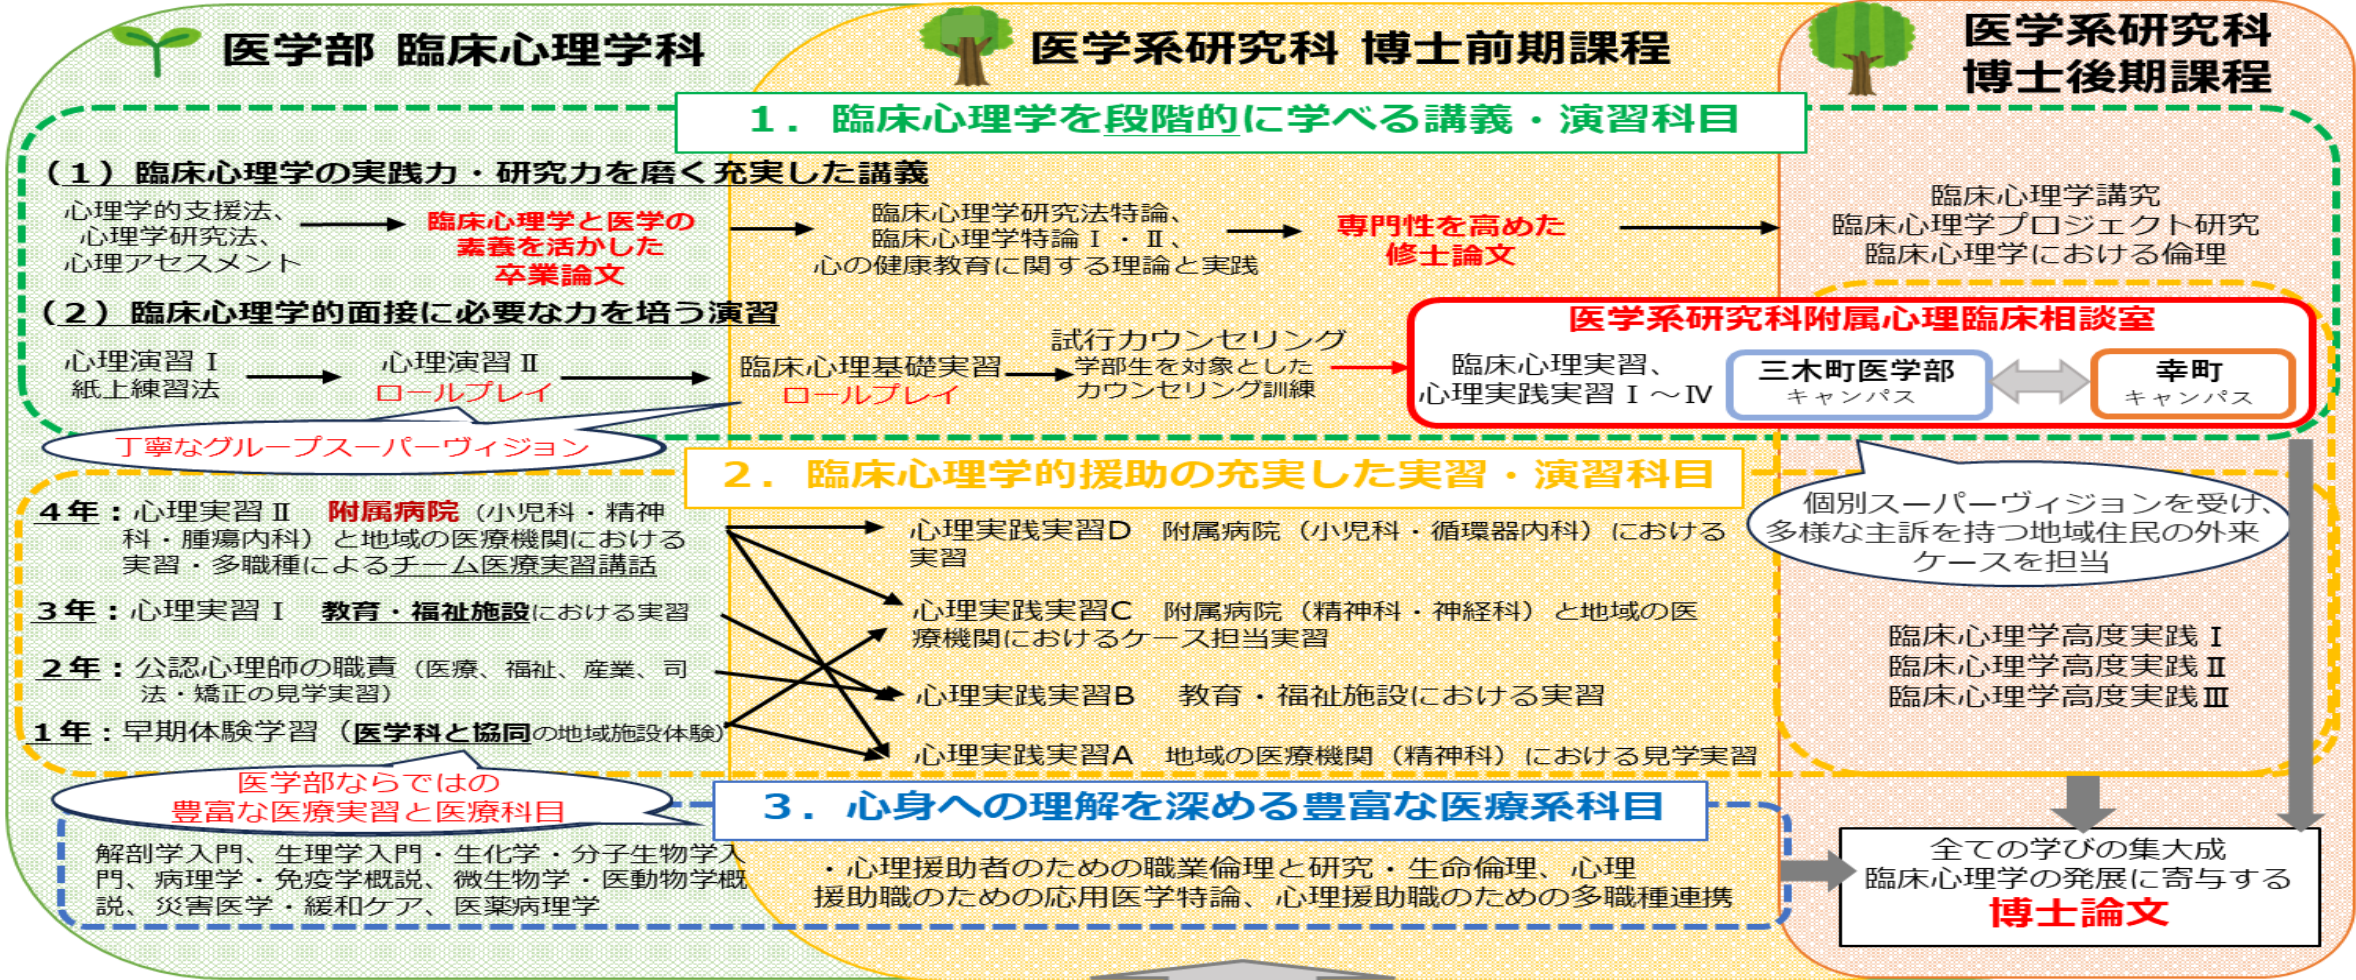 医学部 臨床心理学科
医学系研究科 博士前期課程
医学系研究科
博士後期課程
1．臨床心理学を段階的に学べる講義・演習科目
（1）臨床心理学の実践力・研究力を磨く充実した講義
心理学的支援法、
心理学研究法、
心理アセスメント
臨床心理学と医学の
素養を活かした
卒業論文
臨床心理学研究法特論、
臨床心理学特論Ⅰ・Ⅱ、
心の健康教育に関する理論と実践
専門性を高めた
修士論文
臨床心理学講究
臨床心理学プロジェクト研究
臨床心理学における倫理
（2）臨床心理学的面接に必要な力を培う演習
心理演習Ⅰ
紙上練習法
心理演習Ⅱ
ロールプレイ
臨床心理基礎実習
ロールプレイ
試行カウンセリング
学部生を対象とした
カウンセリング訓練
医学系研究科附属心理臨床相談室
臨床心理実習、
心理実践実習Ⅰ～Ⅳ
三木町医学部
キャンパス
幸町
キャンパス
丁寧なグループスーパーヴィジョン
2．臨床心理学的援助の充実した実習・演習科目
個別スーパーヴィジョンを受け、
多様な主訴を持つ地域住民の外来
ケースを担当
4年：心理実習Ⅱ 附属病院（小児科・精神
科・腫瘍内科）と地域の医療機関における
実習・多職種によるチーム医療実習講話
3年：心理実習Ⅰ 教育・福祉施設における実習
2年：公認心理師の職責（医療、福祉、産業、司
法・矯正の見学実習）
1年：早期体験学習（医学科と協同の地域施設体験）
心理実践実習D 附属病院（小児科・循環器内科）における
実習
心理実践実習C 附属病院（精神科・神経科）と地域の医
療機関におけるケース担当実習
心理実践実習B 教育・福祉施設における実習
心理実践実習A 地域の医療機関（精神科）における見学実習
臨床心理学高度実践Ⅰ
臨床心理学高度実践Ⅱ
臨床心理学高度実践Ⅲ
医学部ならではの
豊富な医療実習と医療科目
3．心身への理解を深める豊富な医療系科目
解剖学入門、生理学入門・生化学・分子生物学入
門、病理学・免疫学概説、微生物学・医動物学概
説、災害医学・緩和ケア、医薬病理学
・心理援助者のための職業倫理と研究・生命倫理、心理
援助職のための応用医学特論、心理援助職のための多職種連携
全ての学びの集大成
臨床心理学の発展に寄与する
博士論文